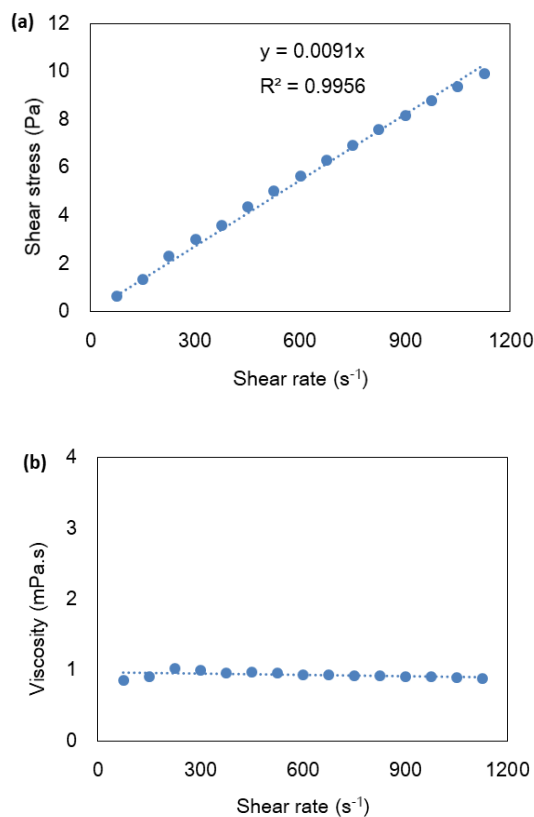 (a)
12
10
8
6
4
2
0
Shear stress (Pa)
y = 0.0091x
R² = 0.9956
0 300 600 900 1200
Shear rate (s⁻¹)
(b)
4
3
2
1
0
Viscosity (mPa.s)
0 300 600 900 1200
Shear rate (s⁻¹)